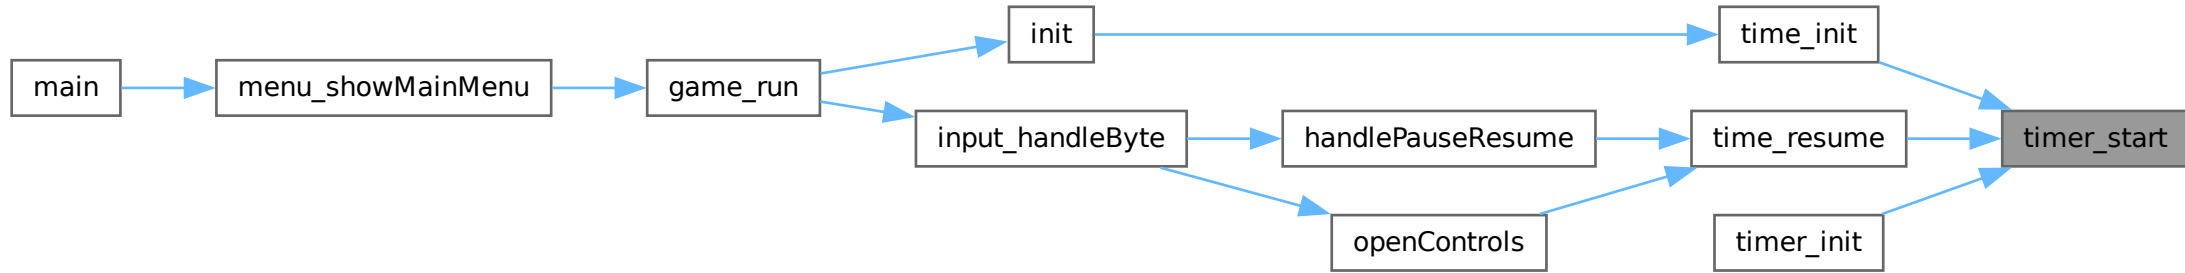 main
menu_showMainMenu
game_run
init
time_init
input_handleByte
handlePauseResume
time_resume
timer_start
openControls
timer_init